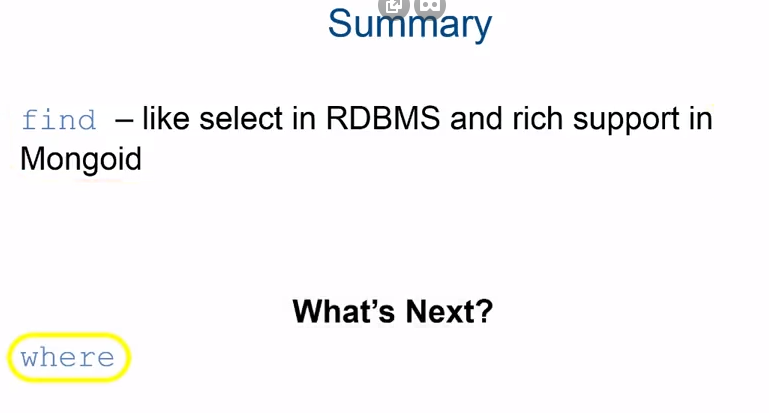 Summary
find – like select in RDBMS and rich support in
Mongoid
What's Next?
where